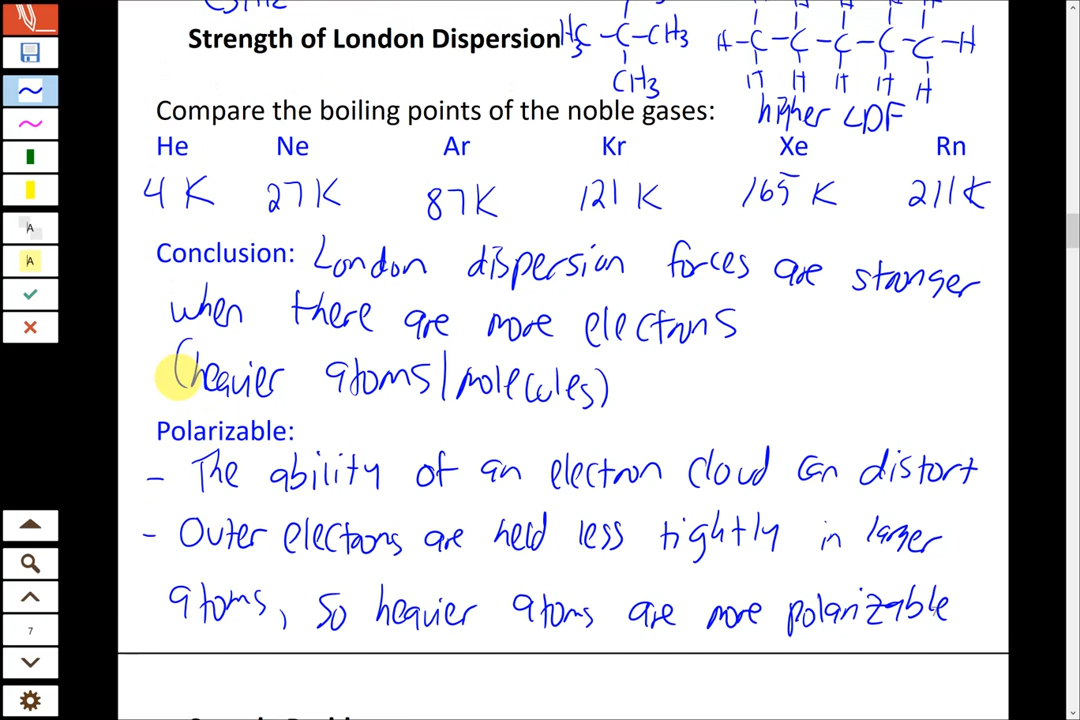 Strength of London Dispersion
H3C-C-CH3
CH3
H-C-C-C-C-C-H
H H H H H
Compare the boiling points of the noble gases: higher LDF
He Ne Ar Kr Xe Rn
4 K 27 K 87 K 121 K 165 K 211 K
Conclusion: London dispersion forces are stronger
when there are more electrons
(heavier atoms/molecules)
Polarizable:
- The ability of an electron cloud can distort
- Outer electrons are held less tightly in larger
atoms, so heavier atoms are more polarizable
7